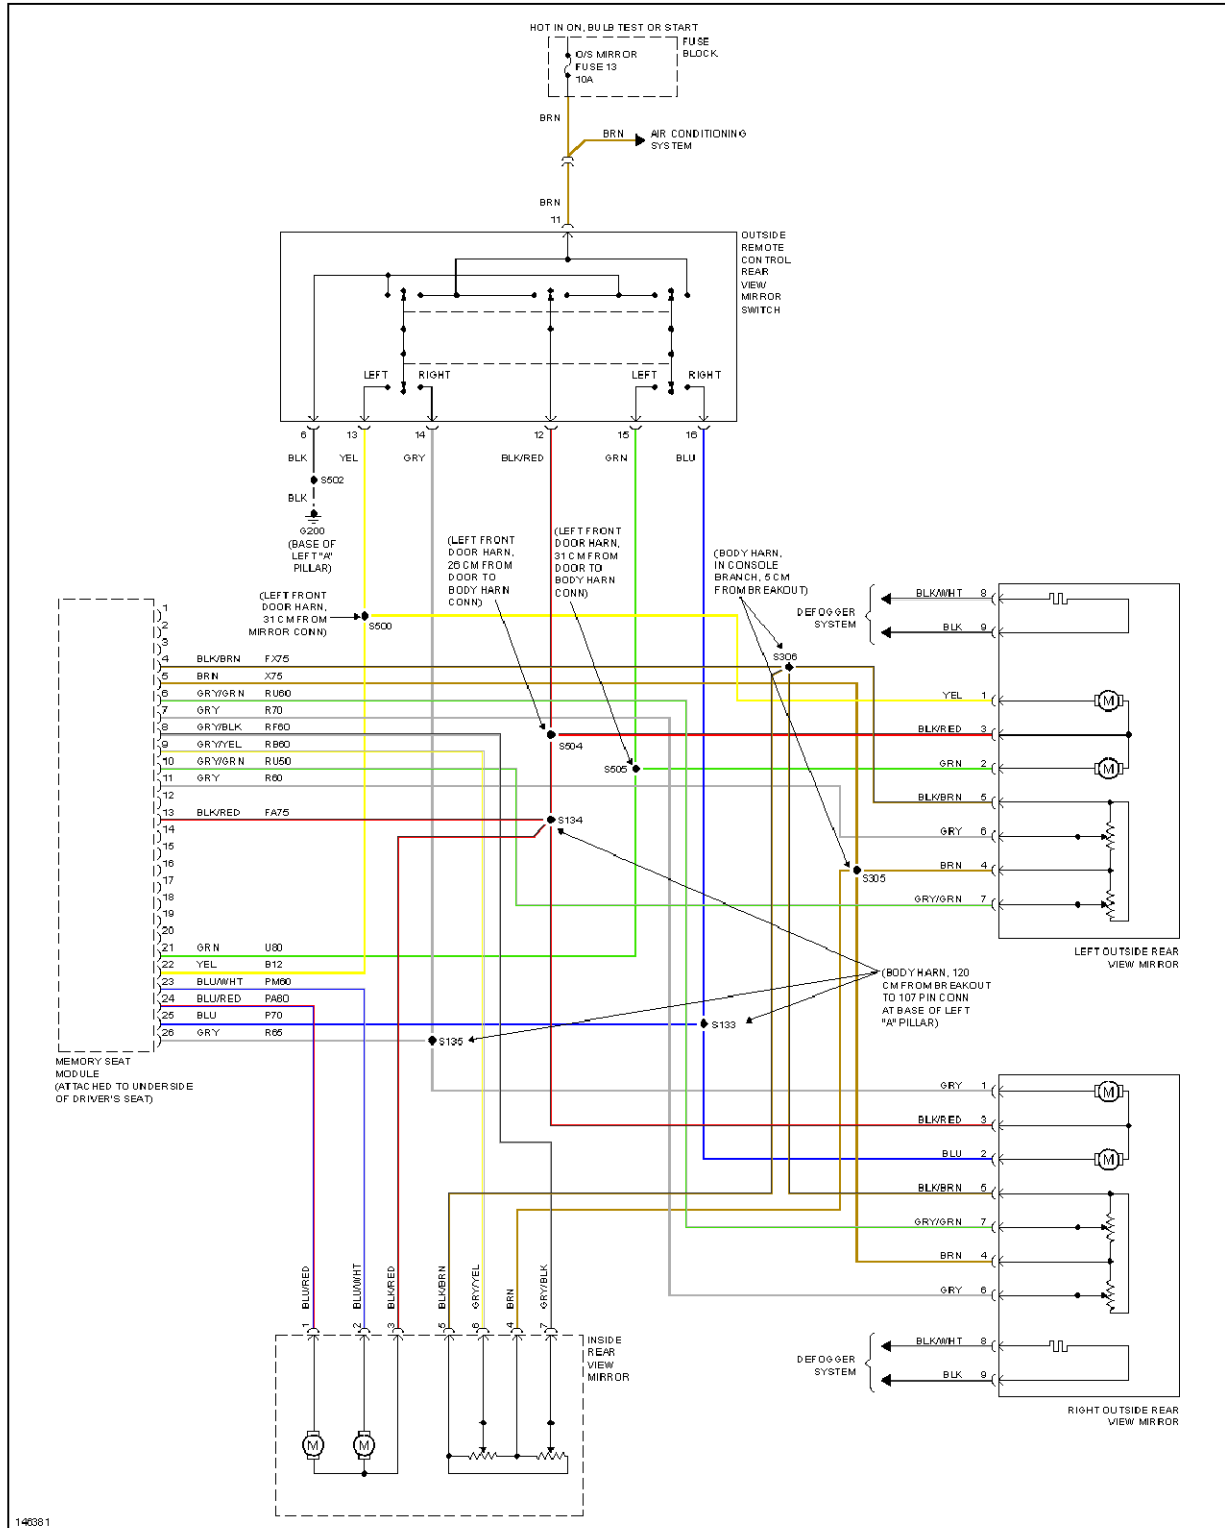 HOT IN ON, BULB TEST OR START
FUSE
BLOCK
O/S MIRROR
FUSE 13
10A
BRN
BRN
AIR CONDITIONING
SYSTEM
BRN
11
OUTSIDE
REMOTE
CONTROL
REAR
VIEW
MIRROR
SWITCH
LEFT
RIGHT
LEFT
RIGHT
6
13
14
12
15
16
BLK
YEL
GRY
BLK/RED
GRN
BLU
S502
BLK
G200
(BASE OF
LEFT "A"
PILLAR)
(LEFT FRONT
DOOR HARN,
26 CM FROM
DOOR TO
BODY HARN
CONN)
(LEFT FRONT
DOOR HARN,
31 CM FROM
DOOR TO
BODY HARN
CONN)
(BODY HARN,
IN CONSOLE
BRANCH, 5 CM
FROM BREAKOUT)
(LEFT FRONT
DOOR HARN,
31 CM FROM
MIRROR CONN)
S500
DEFOGGER
SYSTEM
BLK/WHT 8
BLK 9
1
2
3
4 BLK/BRN FX75
5 BRN X75
6 GRY/GRN RU60
7 GRY R70
8 GRY/BLK RF60
9 GRY/YEL RB60
10 GRY/GRN RU50
11 GRY R60
12
13 BLK/RED FA75
14
15
16
17
18
19
20
21 GRN U80
22 YEL B12
23 BLU/WHT PM60
24 BLU/RED PA60
25 BLU P70
26 GRY R65
MEMORY SEAT
MODULE
(ATTACHED TO UNDERSIDE
OF DRIVER'S SEAT)
S306
S504
S505
S134
S305
S133
S135
YEL 1
M
BLK/RED 3
GRN 2
M
BLK/BRN 5
GRY 6
BRN 4
GRY/GRN 7
LEFT OUTSIDE REAR
VIEW MIRROR
(BODY HARN, 120
CM FROM BREAKOUT
TO 107 PIN CONN
AT BASE OF LEFT
"A" PILLAR)
GRY 1
M
BLK/RED 3
BLU 2
M
BLK/BRN 5
GRY/GRN 7
BRN 4
GRY 6
DEFOGGER
SYSTEM
BLK/WHT 8
BLK 9
RIGHT OUTSIDE REAR
VIEW MIRROR
1 BLU/RED
2 BLU/WHT
3 BLK/RED
5 BLK/BRN
6 GRY/YEL
4 BRN
7 GRY/BLK
INSIDE
REAR
VIEW
MIRROR
M
M
146381